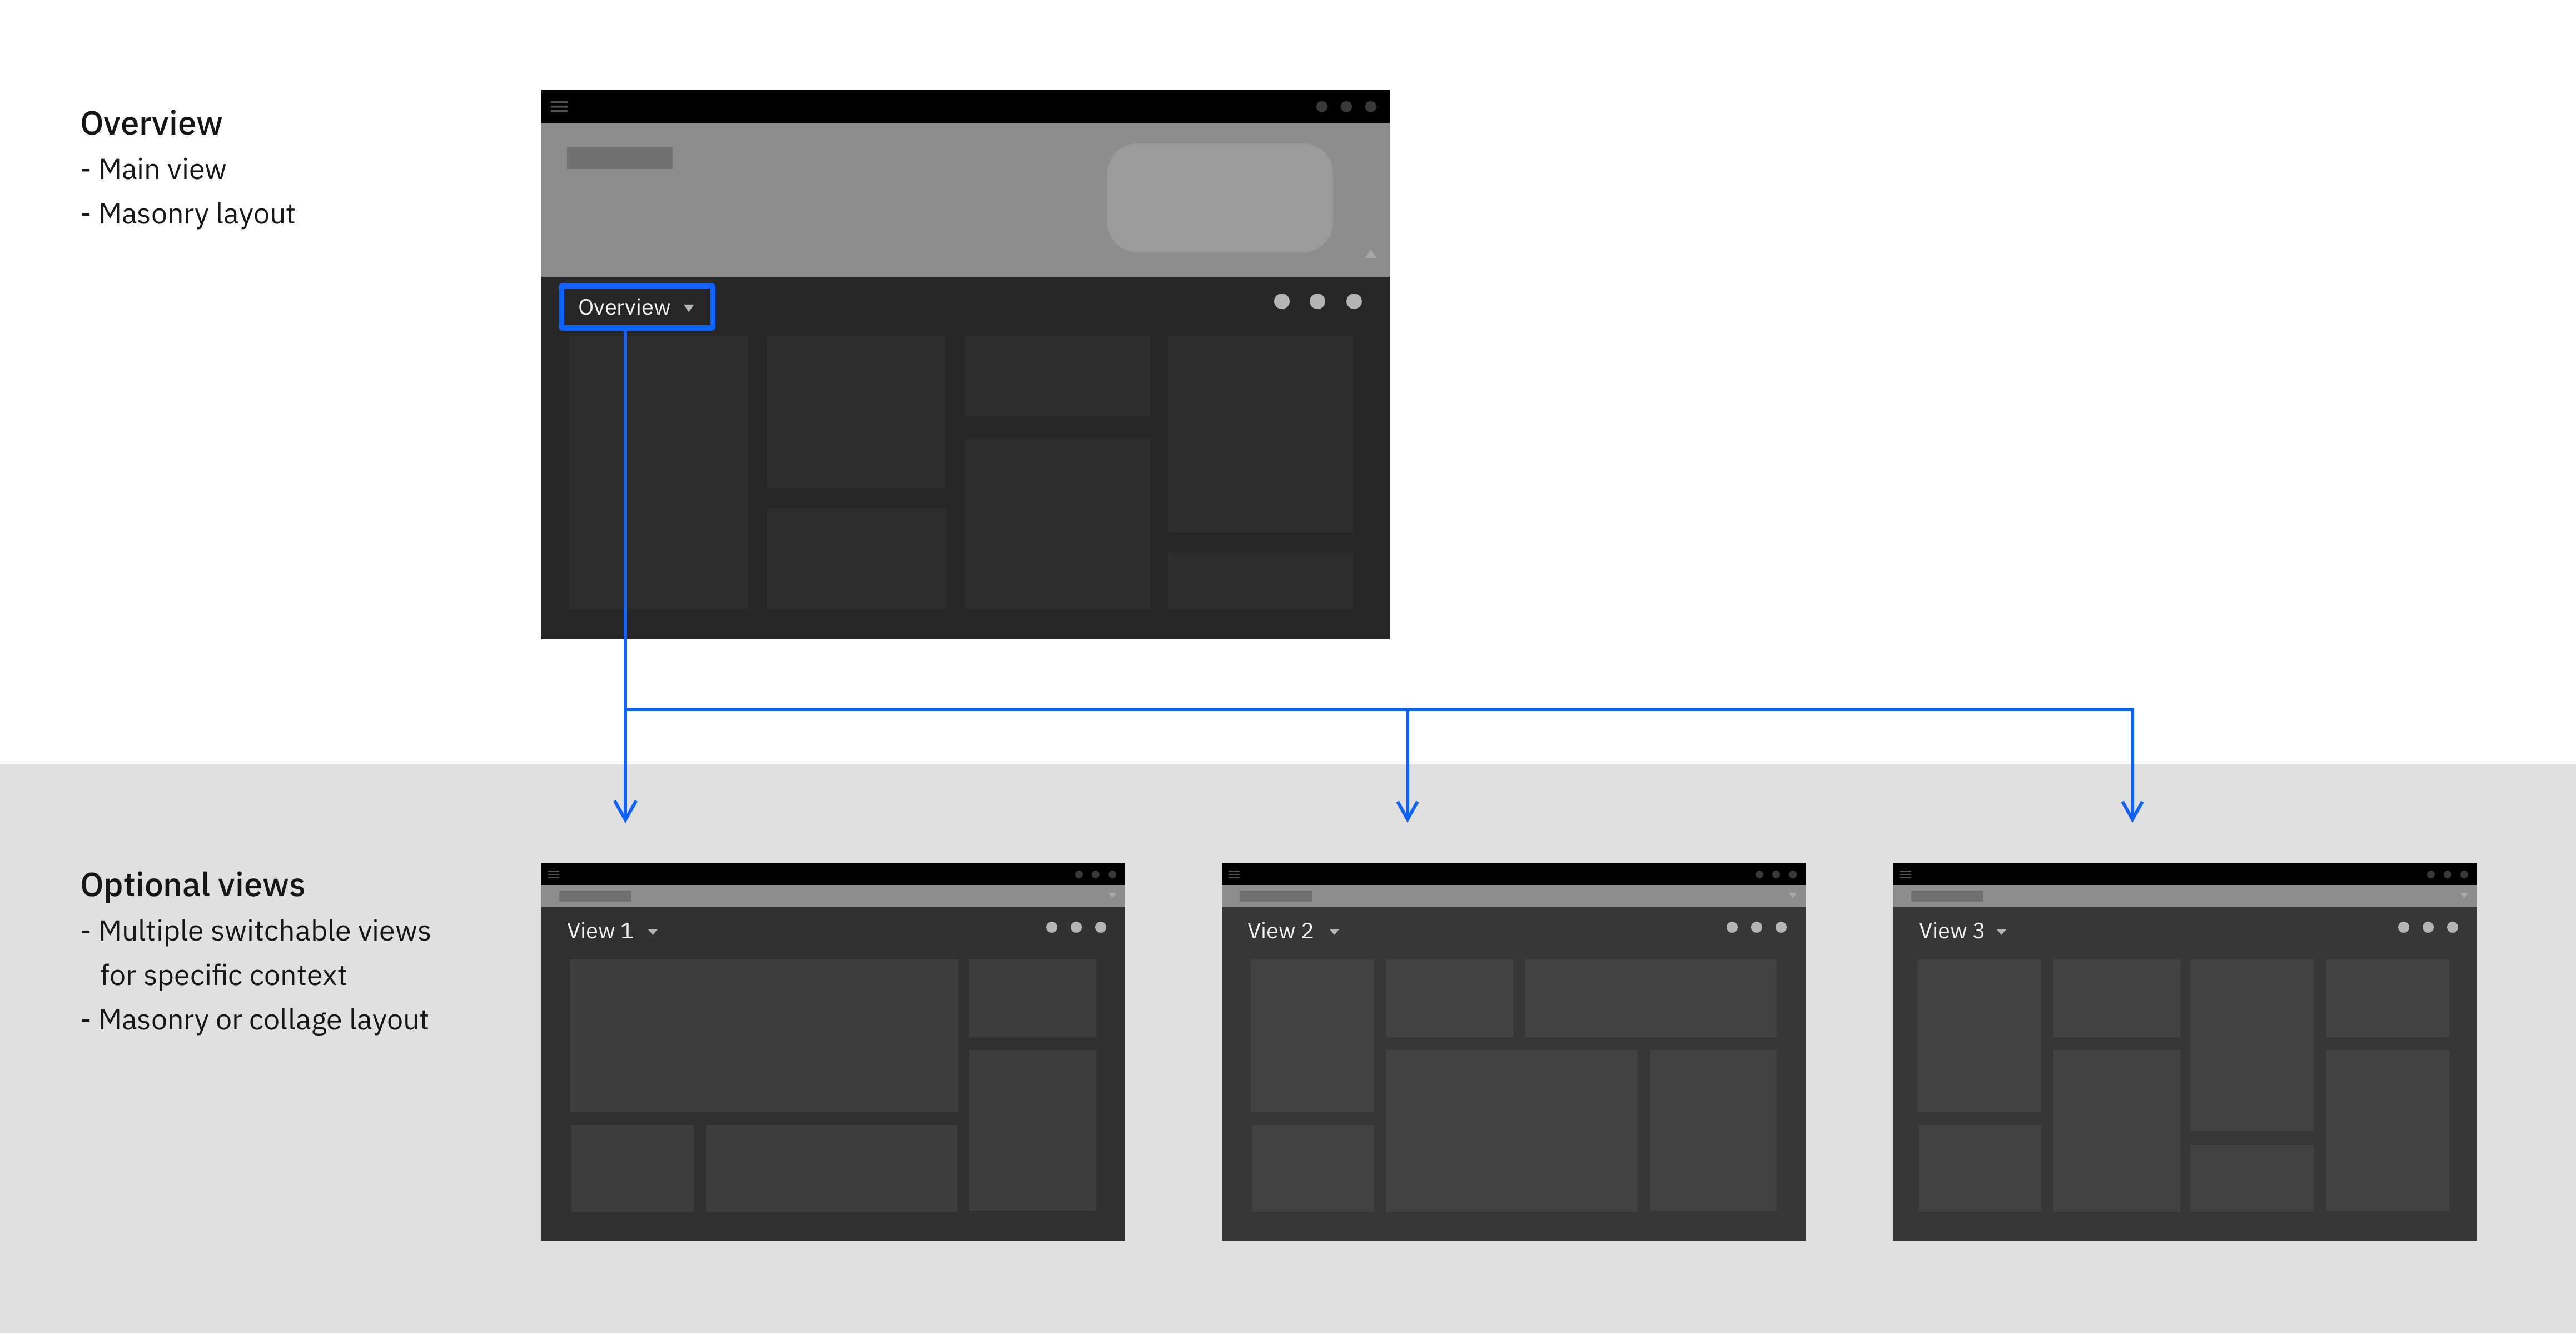 Overview
- Main view
- Masonry layout
Overview
Optional views
- Multiple switchable views
for specific context
- Masonry or collage layout
View 1
View 2
View 3